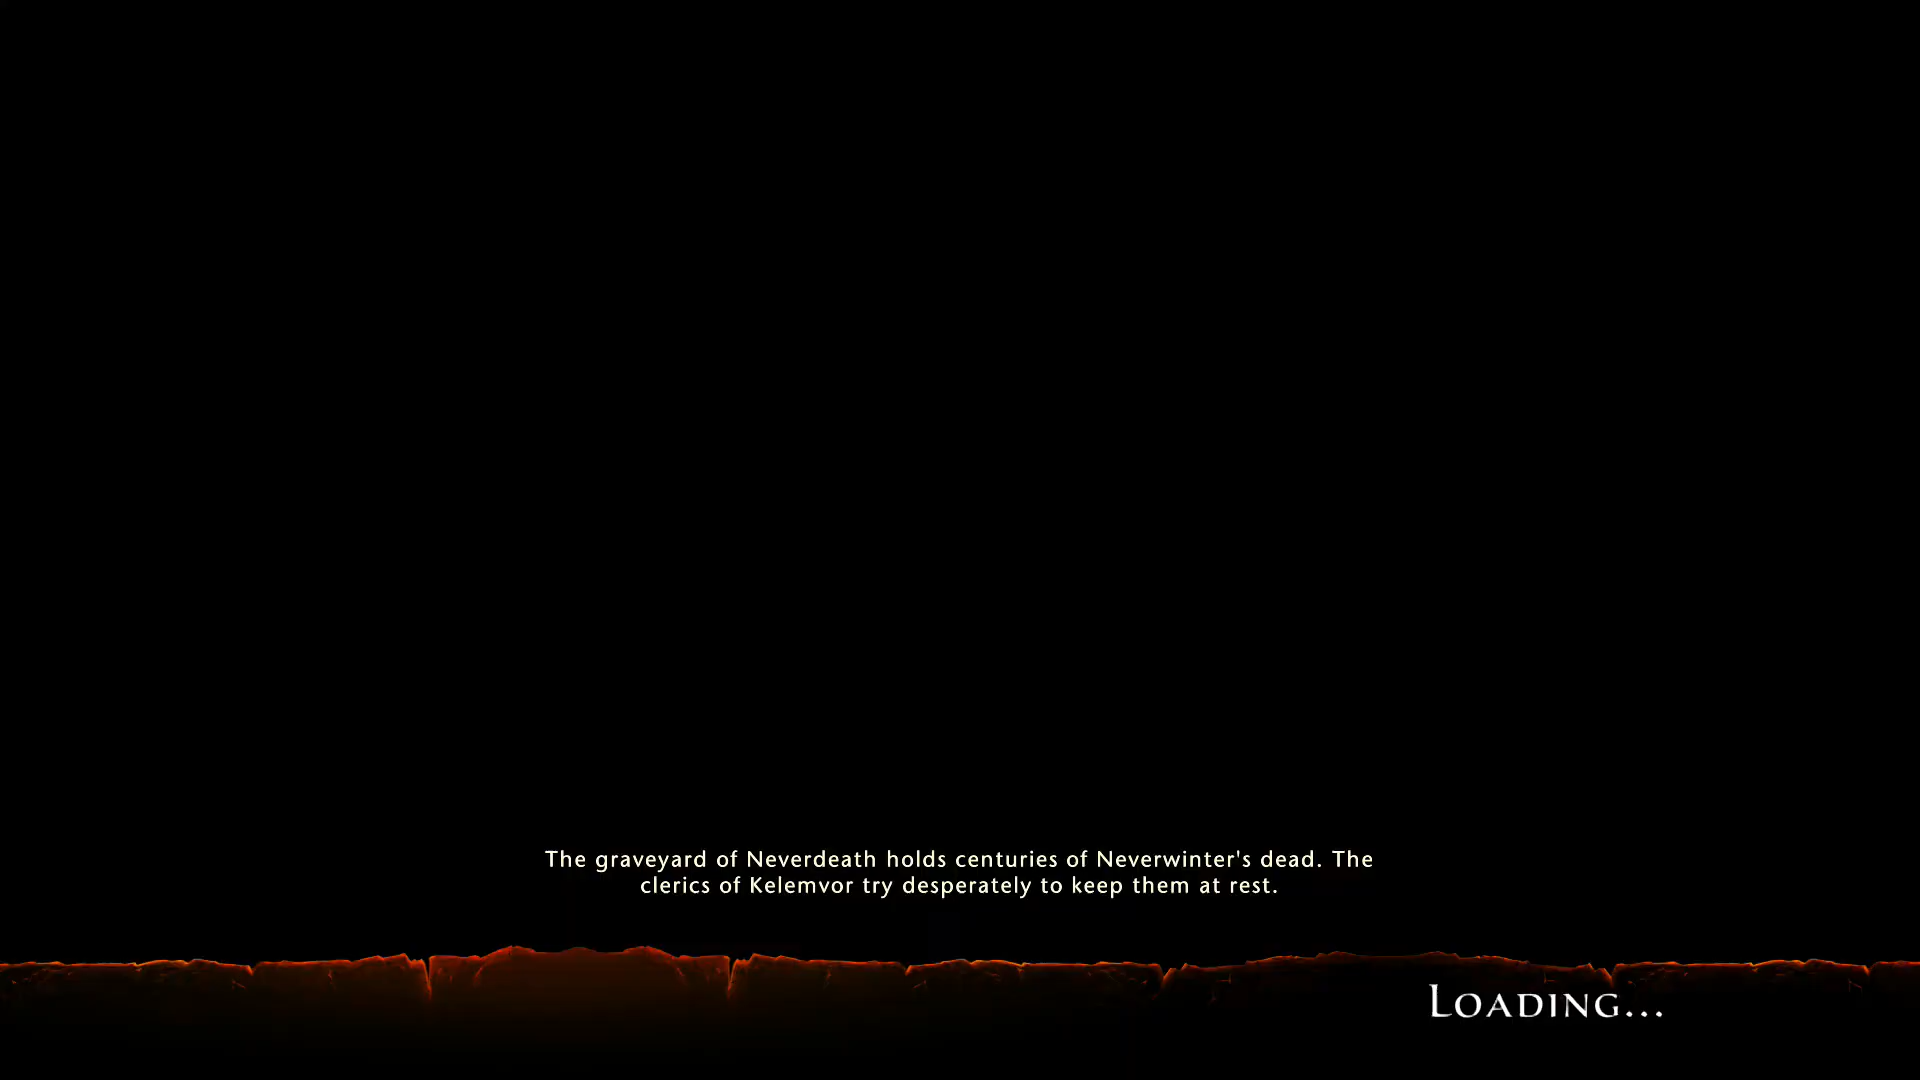 The graveyard of Neverdeath holds centuries of Neverwinter's dead. The
clerics of Kelemvor try desperately to keep them at rest.
Loading...